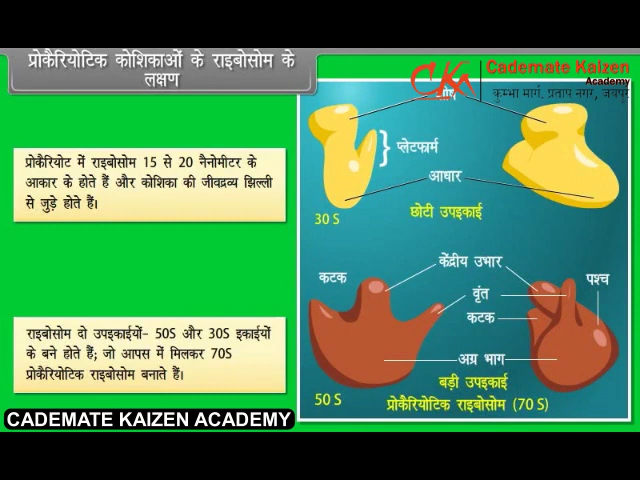 प्रोकैरियोटिक कोशिकाओं के राइबोसोम के
लक्षण
Cademate Kaizen
Academy
CKA
कुम्भा मार्ग, प्रताप नगर, जयपुर
प्रोकैरियोट में राइबोसोम 15 से 20 नैनोमीटर के
आकार के होते हैं और कोशिका की जीवद्रव्य झिल्ली
से जुड़े होते हैं।
प्लेटफार्म
आधार
30 S
छोटी उपइकाई
केंद्रीय उभार
कटक
वृंत
पश्च
कटक
अग्र भाग
50 S
बड़ी उपइकाई
प्रोकैरियोटिक राइबोसोम (70 S)
राइबोसोम दो उपइकाईयों- 50S और 30S इकाईयों
के बने होते हैं; जो आपस में मिलकर 70S
प्रोकैरियोटिक राइबोसोम बनाते हैं।
CADEMATE KAIZEN ACADEMY